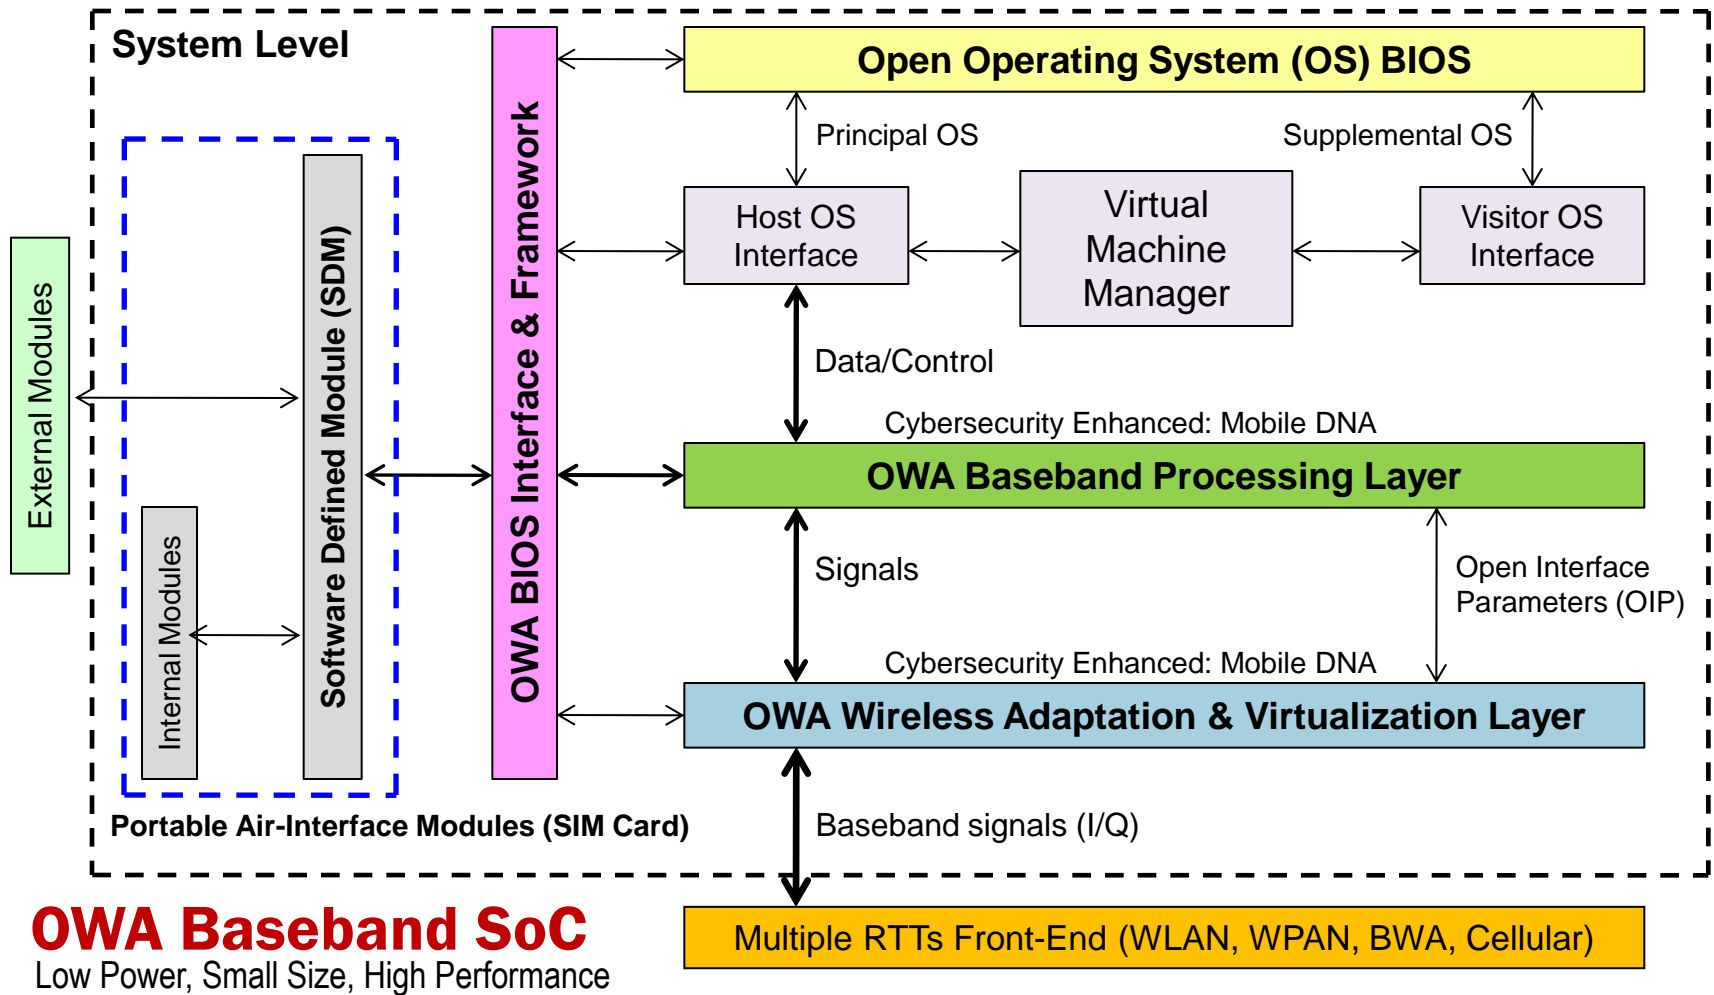 System Level
Open Operating System (OS) BIOS
Principal OS
Supplemental OS
Host OS
Interface
Virtual
Machine
Manager
Visitor OS
Interface
External Modules
Internal Modules
Software Defined Module (SDM)
OWA BIOS Interface & Framework
Data/Control
Cybersecurity Enhanced: Mobile DNA
OWA Baseband Processing Layer
Signals
Open Interface
Parameters (OIP)
Cybersecurity Enhanced: Mobile DNA
OWA Wireless Adaptation & Virtualization Layer
Portable Air-Interface Modules (SIM Card)
Baseband signals (I/Q)
OWA Baseband SoC
Low Power, Small Size, High Performance
Multiple RTTs Front-End (WLAN, WPAN, BWA, Cellular)